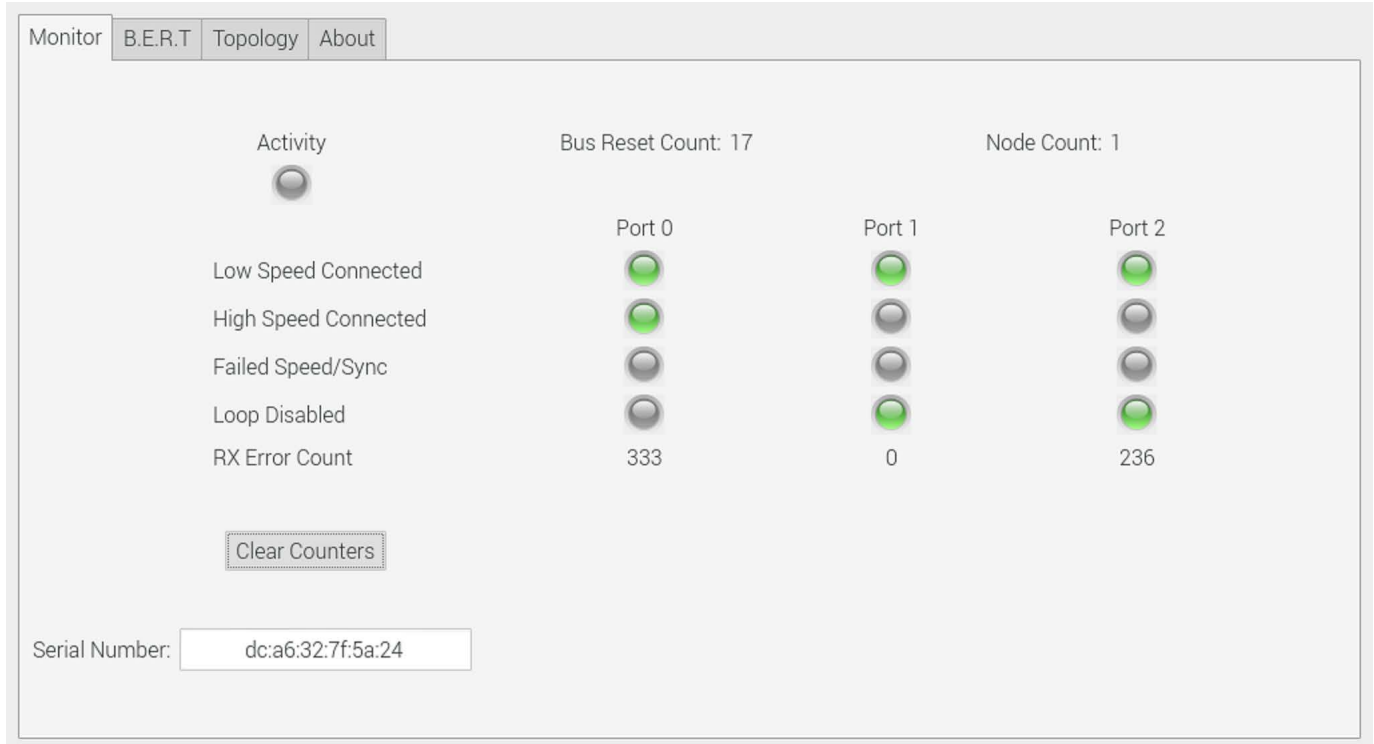 Monitor B.E.R.T Topology About
Activity Bus Reset Count: 17 Node Count: 1
Port 0 Port 1 Port 2
Low Speed Connected
High Speed Connected
Failed Speed/Sync
Loop Disabled
RX Error Count 333 0 236
Clear Counters
Serial Number: dc:a6:32:7f:5a:24